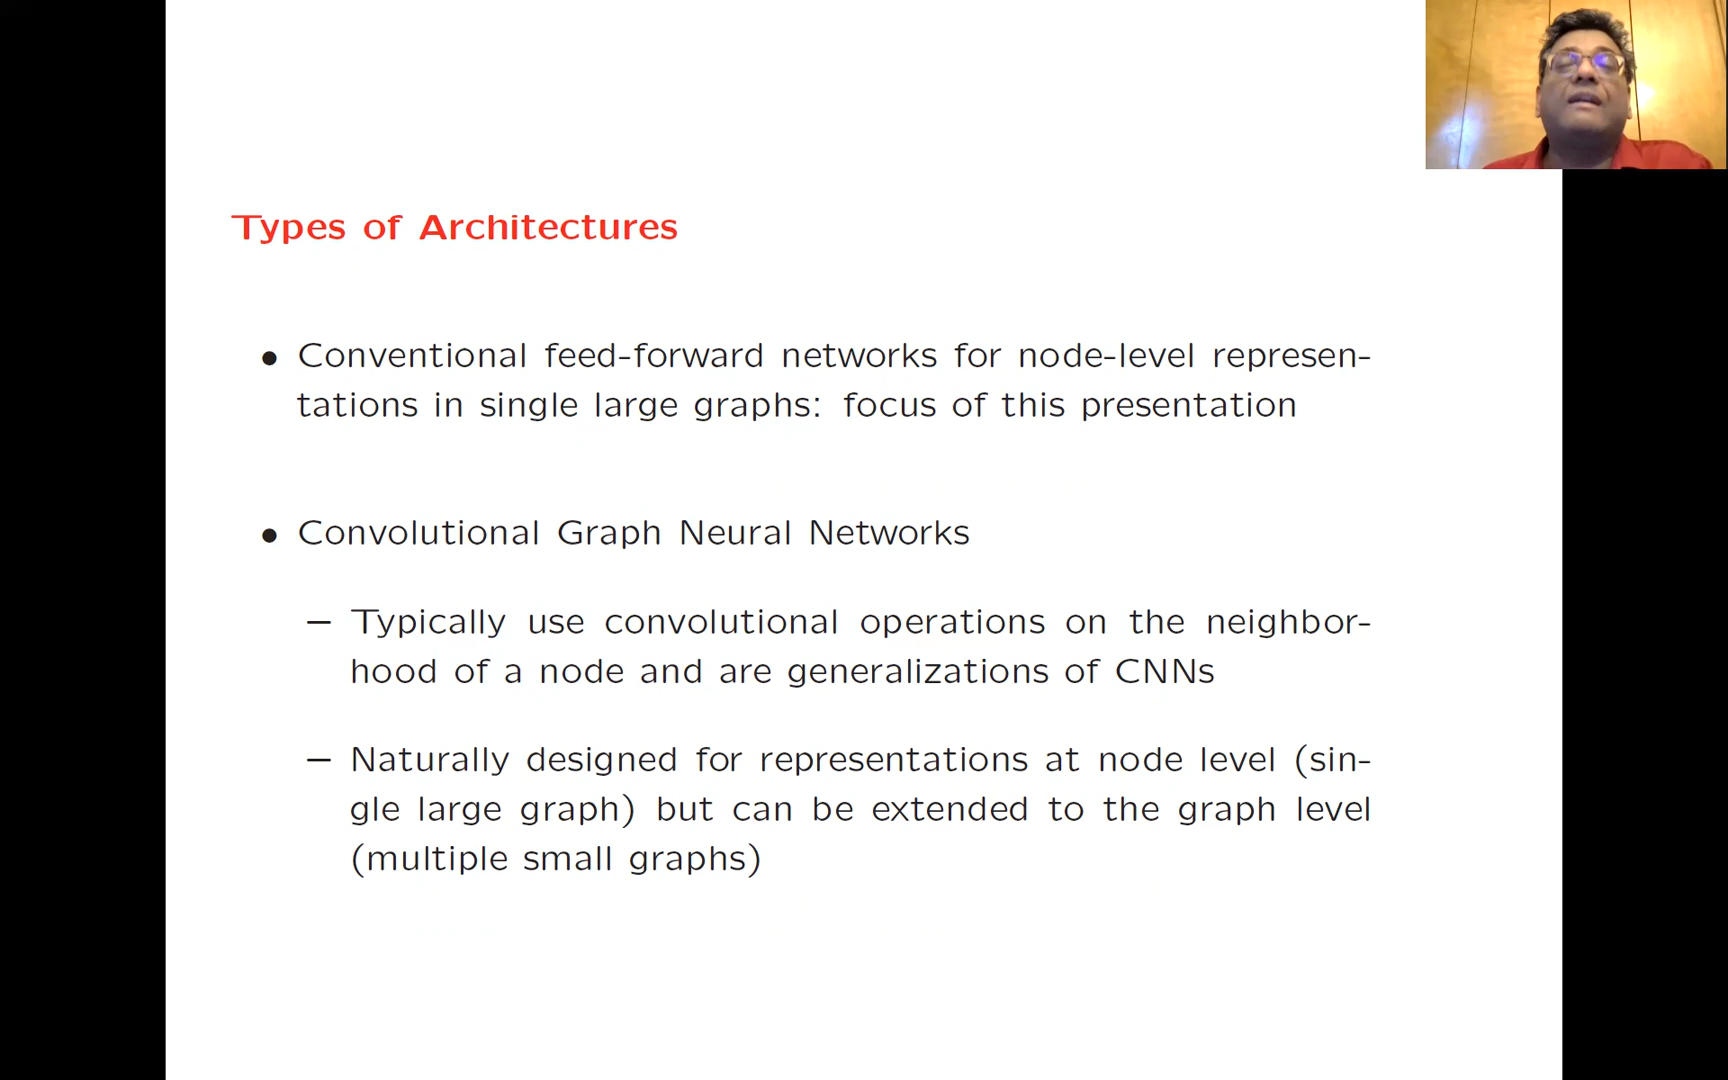 Types of Architectures
• Conventional feed-forward networks for node-level represen-
tations in single large graphs: focus of this presentation
• Convolutional Graph Neural Networks
– Typically use convolutional operations on the neighbor-
hood of a node and are generalizations of CNNs
– Naturally designed for representations at node level (sin-
gle large graph) but can be extended to the graph level
(multiple small graphs)